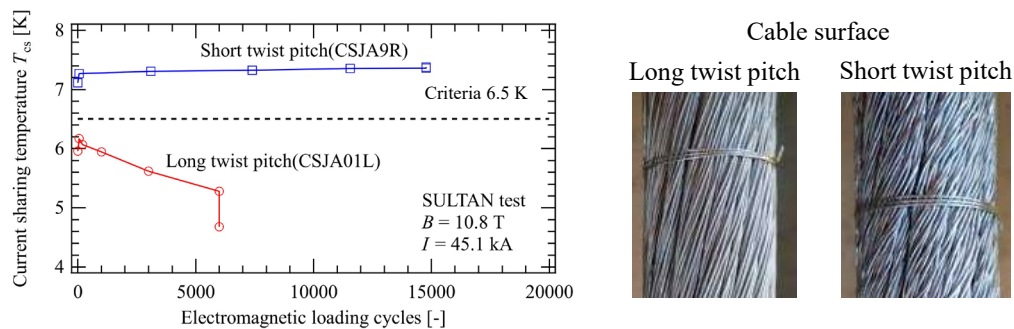 Current sharing temperature Tcs [K]
8
7
6
5
4
Short twist pitch(CSJA9R)
Criteria 6.5 K
Long twist pitch(CSJA01L)
SULTAN test
B = 10.8 T
I = 45.1 kA
0 5000 10000 15000 20000
Electromagnetic loading cycles [-]
Cable surface
Long twist pitch Short twist pitch